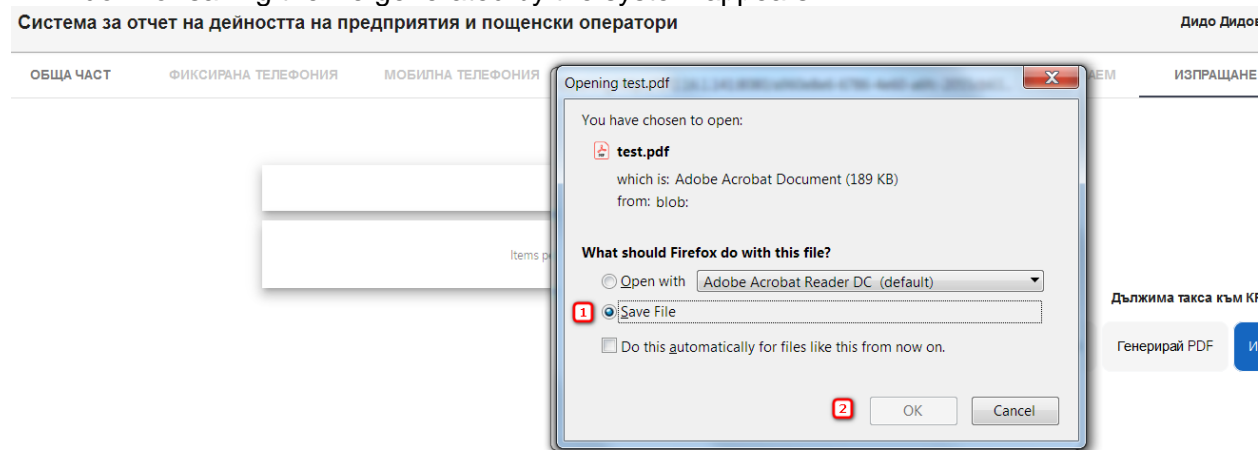 Система за отчет на дейността на предприятия и пощенски оператори
Дидо Дидов
ОБЩА ЧАСТ
ФИКСИРАНА ТЕЛЕФОНИЯ
МОБИЛНА ТЕЛЕФОНИЯ
ИЗПРАЩАНЕ
Opening test.pdf
You have chosen to open:
test.pdf
which is: Adobe Acrobat Document (189 KB)
from: blob:
Items
What should Firefox do with this file?
Open with
Adobe Acrobat Reader DC (default)
1
Save File
Do this automatically for files like this from now on.
Дължима такса към
Генерирай PDF
2
OK
Cancel